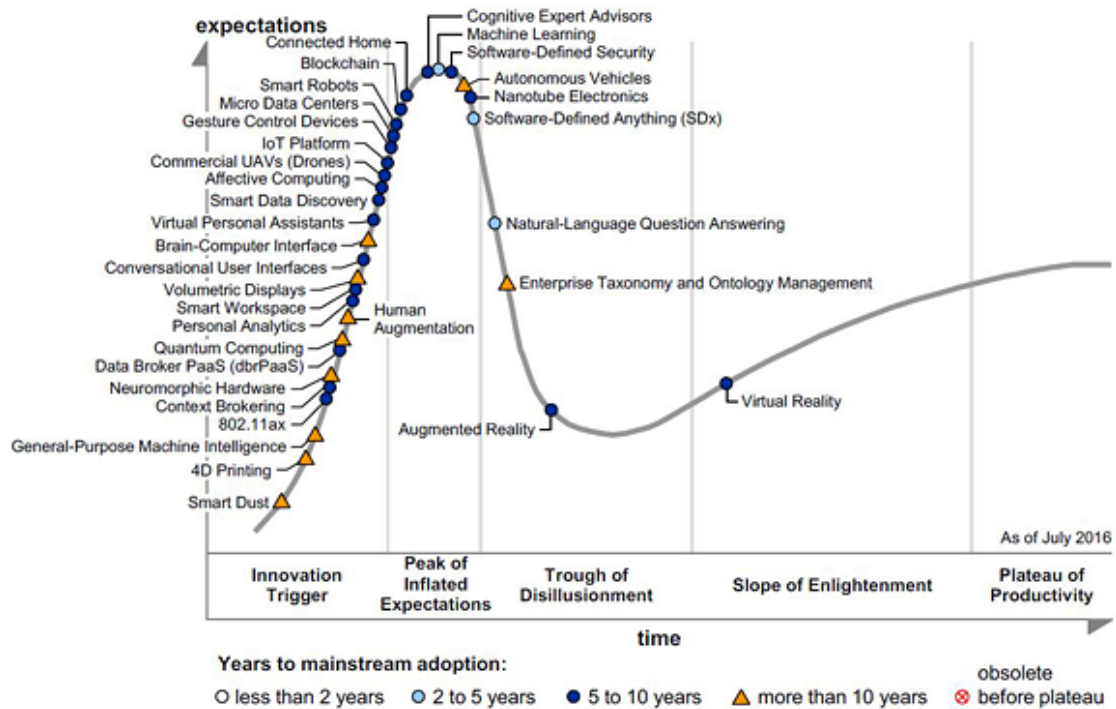 expectations
Cognitive Expert Advisors
Machine Learning
Software-Defined Security
Connected Home
Blockchain
Autonomous Vehicles
Smart Robots
Nanotube Electronics
Micro Data Centers
Gesture Control Devices
Software-Defined Anything (SDx)
IoT Platform
Commercial UAVs (Drones)
Affective Computing
Smart Data Discovery
Virtual Personal Assistants
Natural-Language Question Answering
Brain-Computer Interface
Conversational User Interfaces
Volumetric Displays
Enterprise Taxonomy and Ontology Management
Smart Workspace
Personal Analytics
Human
Augmentation
Quantum Computing
Data Broker PaaS (dbrPaaS)
Neuromorphic Hardware
Context Brokering
802.11ax
General-Purpose Machine Intelligence
4D Printing
Smart Dust
Augmented Reality
Virtual Reality
As of July 2016
Innovation
Trigger
Peak of
Inflated
Expectations
Trough of
Disillusionment
Slope of Enlightenment
Plateau of
Productivity
time
Years to mainstream adoption:
less than 2 years
2 to 5 years
5 to 10 years
more than 10 years
obsolete
before plateau